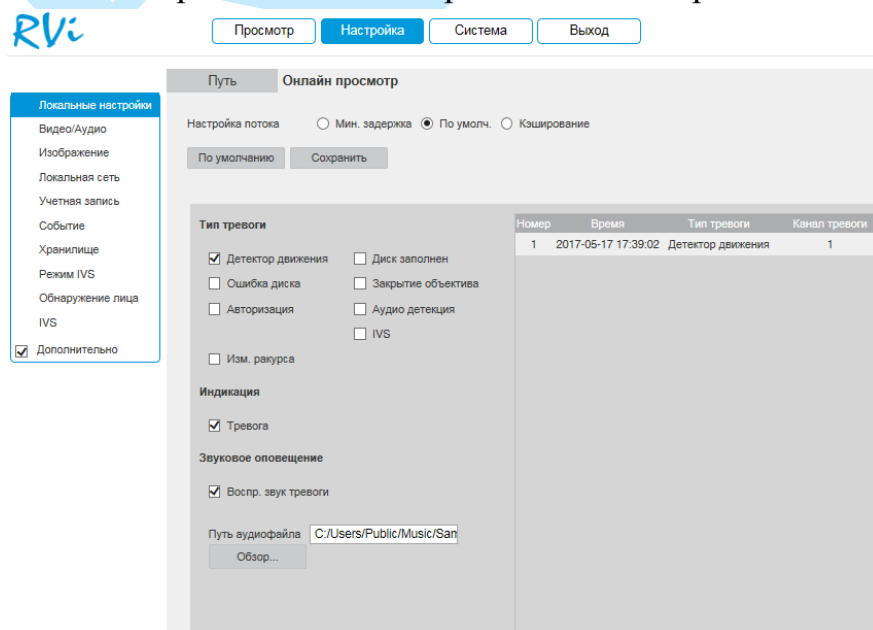 RVi
Просмотр Настройка Система Выход
Путь Онлайн просмотр
Локальные настройки
Видео/Аудио
Изображение
Локальная сеть
Учетная запись
Событие
Хранилище
Режим IVS
Обнаружение лица
IVS
Дополнительно
Настройка потока Мин. задержка По умолч. Кэширование
По умолчанию Сохранить
Тип тревоги
Детектор движения Диск заполнен
Ошибка диска Закрытие объектива
Авторизация Аудио детекция
IVS
Изм. ракурса
Индикация
Тревога
Звуковое оповещение
Воспр. звук тревоги
Путь аудиофайла C:/Users/Public/Music/Sam
Обзор...
Номер Время Тип тревоги Канал тревоги
1 2017-05-17 17:39:02 Детектор движения 1